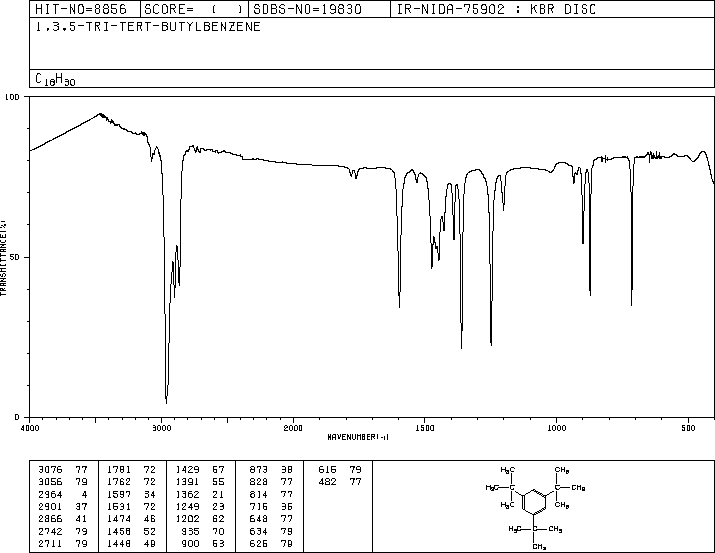 HIT-NO=8856 SCORE= ( ) SDBS-NO=19830 IR-NIDA-75902 : KBR DISC
1,3,5-TRI-TERT-BUTYLBENZENE
C18H30
100
50
0
TRANSMITTANCE(%)
4000 3000 2000 1500 1000 500
WAVENUMBER(-1)
3076 77 1781 72 1429 57 873 38 616 79
3056 79 1762 72 1391 55 828 77 482 77
2964 4 1597 34 1362 21 814 77
2901 37 1531 72 1249 23 716 36
2866 41 1474 46 1202 62 648 77
2742 79 1458 52 935 70 634 79
2711 79 1448 49 900 53 626 79
CH3
H3C
CH3
CH3
H3C
CH3
CH3
H3C
CH3
CH3